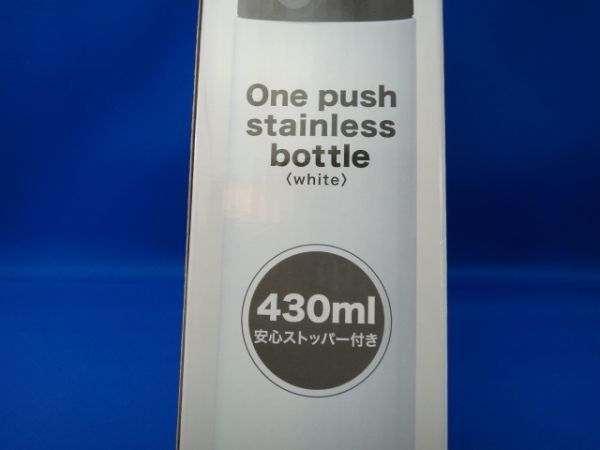 One push
stainless
bottle
〈white〉
430ml
安心ストッパー付き